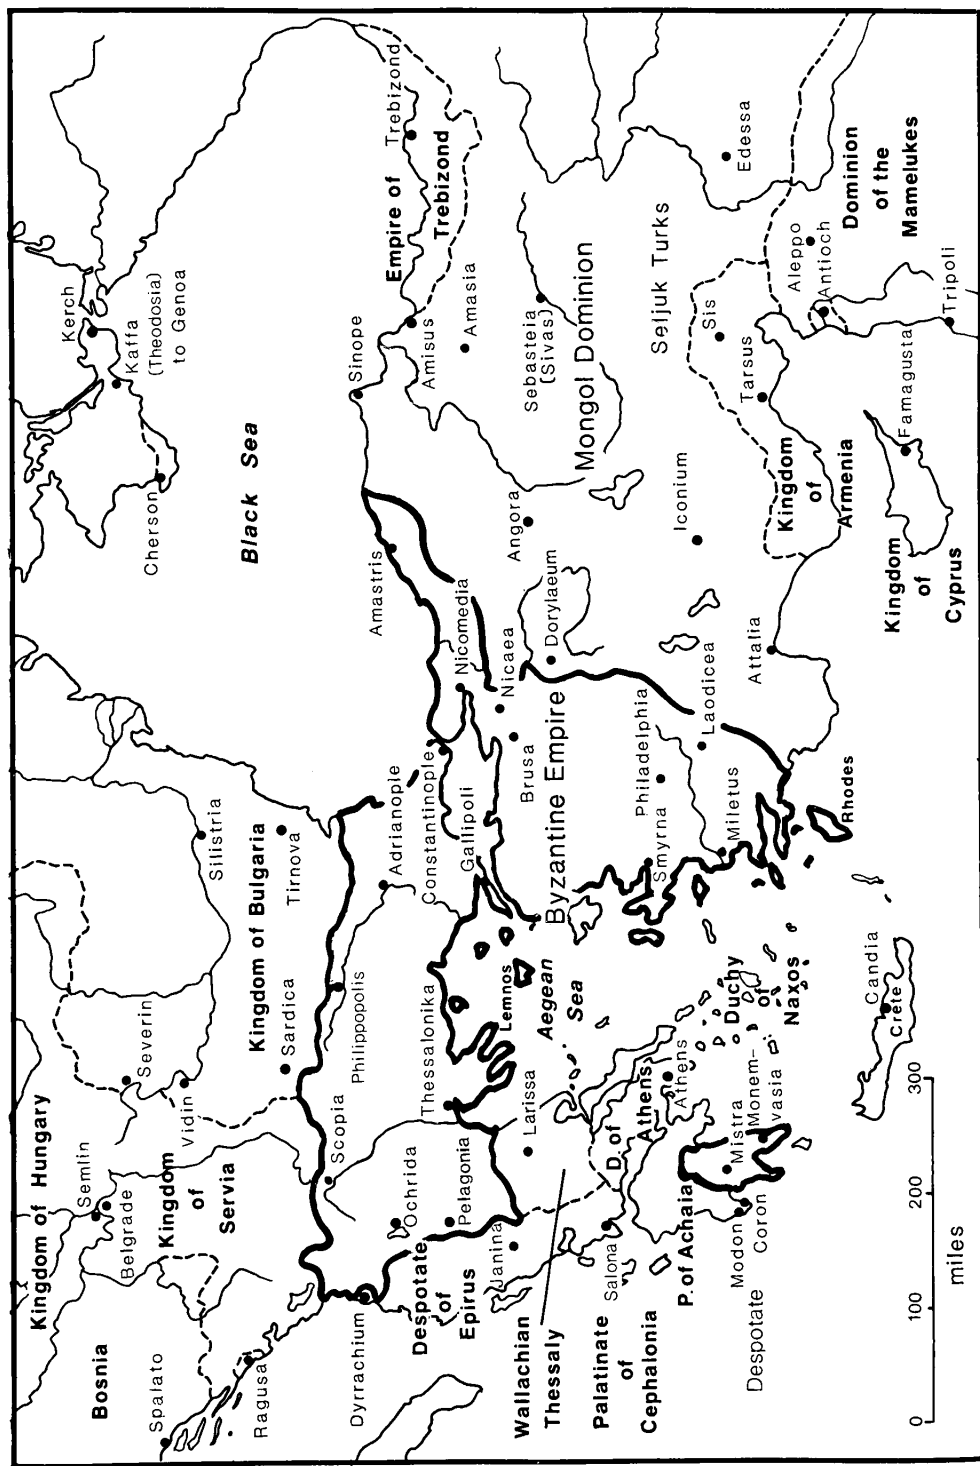 Kingdom of Hungary
Bosnia
Spalato
Ragusa
Semlin
Belgrade
Kingdom
of
Servia
Severin
Vidin
Kingdom of Bulgaria
Sardica
Silistria
Tirnova
Black Sea
Cherson
Kerch
Kaffa
(Theodosia)
to Genoa
Dyrrachium
Scopia
Ochrida
Pelagonia
Despotate
of
Epirus
Philippopolis
Adrianople
Thessalonika
Constantinople
Gallipoli
Amastris
Nicomedia
Nicaea
Brusa
Dorylaeum
Sinope
Amisus
Amasia
Empire of
Trebizond
Trebizond
Angora
Sebasteia
(Sivas)
Mongol Dominion
Seljuk Turks
Edessa
Janina
Larissa
Lemnos
Aegean
Sea
Byzantine Empire
Wallachian
Thessaly
Palatinate
of
Cephalonia
Salona
D. of
Athens
Athens
P. of Achaia
Mistra
Monem-
vasia
Modon
Coron
Despotate
Duchy
of
Naxos
Smyrna
Philadelphia
Laodicea
Miletus
Rhodes
Attalia
Iconium
Kingdom
of
Armenia
Sis
Tarsus
Aleppo
Antioch
Dominion
of the
Mamelukes
Tripoli
Famagusta
Kingdom
of
Cyprus
Candia
Crete
0 100 200 300
miles